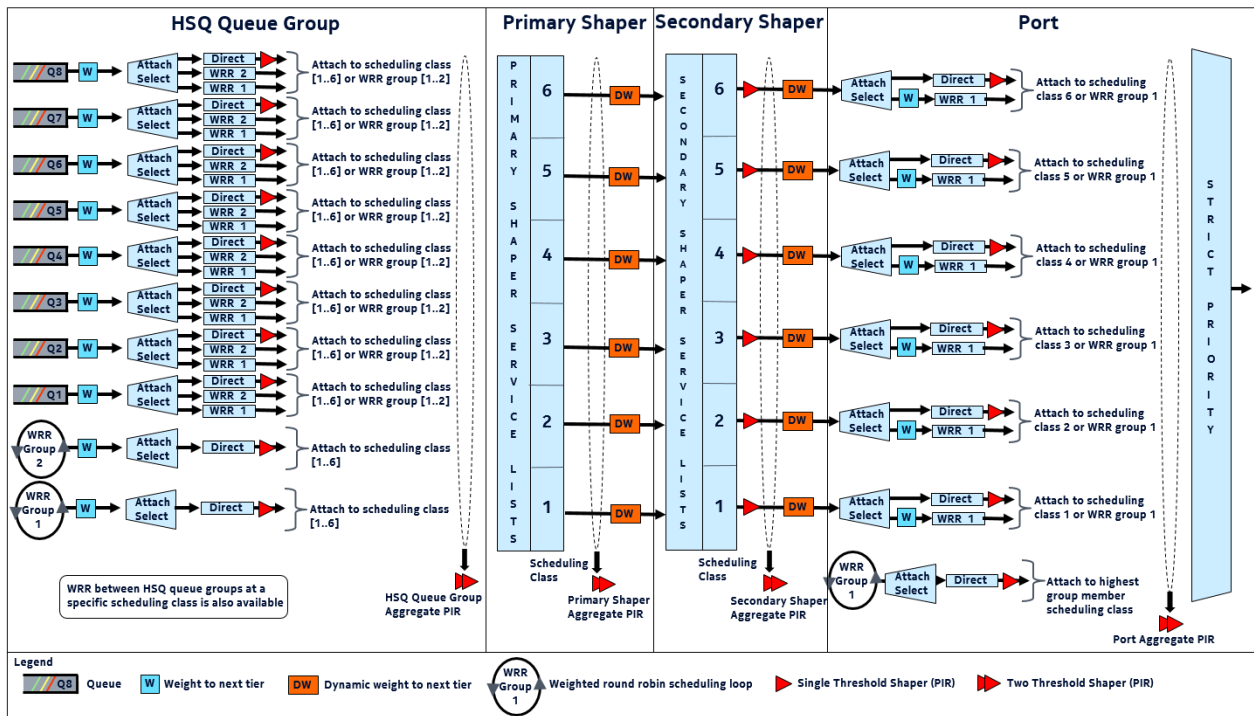 HSQ Queue Group
Primary Shaper
Secondary Shaper
Port
Q8
W
Attach
Select
Direct
WRR 2
WRR 1
Attach to scheduling class
[1..6] or WRR group [1..2]
Q7
W
Attach
Select
Direct
WRR 2
WRR 1
Attach to scheduling class
[1..6] or WRR group [1..2]
Q6
W
Attach
Select
Direct
WRR 2
WRR 1
Attach to scheduling class
[1..6] or WRR group [1..2]
Q5
W
Attach
Select
Direct
WRR 2
WRR 1
Attach to scheduling class
[1..6] or WRR group [1..2]
Q4
W
Attach
Select
Direct
WRR 2
WRR 1
Attach to scheduling class
[1..6] or WRR group [1..2]
Q3
W
Attach
Select
Direct
WRR 2
WRR 1
Attach to scheduling class
[1..6] or WRR group [1..2]
Q2
W
Attach
Select
Direct
WRR 2
WRR 1
Attach to scheduling class
[1..6] or WRR group [1..2]
Q1
W
Attach
Select
Direct
WRR 2
WRR 1
Attach to scheduling class
[1..6] or WRR group [1..2]
WRR
Group
2
W
Attach
Select
Direct
Attach to scheduling class
[1..6]
WRR
Group
1
W
Attach
Select
Direct
Attach to scheduling class
[1..6]
WRR between HSQ queue groups at a
specific scheduling class is also available
HSQ Queue Group
Aggregate PIR
PRIMARY SHAPER SERVICE LISTS
6
DW
5
DW
4
DW
3
DW
2
DW
1
DW
Scheduling
Class
Primary Shaper
Aggregate PIR
SECONDARY SHAPER SERVICE LISTS
6
DW
5
DW
4
DW
3
DW
2
DW
1
DW
Scheduling
Class
Secondary Shaper
Aggregate PIR
Attach
Select
Direct
W
WRR 1
Attach to scheduling
class 6 or WRR group 1
Attach
Select
Direct
W
WRR 1
Attach to scheduling
class 5 or WRR group 1
Attach
Select
Direct
W
WRR 1
Attach to scheduling
class 4 or WRR group 1
Attach
Select
Direct
W
WRR 1
Attach to scheduling
class 3 or WRR group 1
Attach
Select
Direct
W
WRR 1
Attach to scheduling
class 2 or WRR group 1
Attach
Select
Direct
W
WRR 1
Attach to scheduling
class 1 or WRR group 1
WRR
Group
1
Attach
Select
Direct
Attach to highest
group member
scheduling class
Port Aggregate PIR
STRICT PRIORITY
Legend
Q8
Queue
W
Weight to next tier
DW
Dynamic weight to next tier
WRR
Group
1
Weighted round robin scheduling loop
Single Threshold Shaper (PIR)
Two Threshold Shaper (PIR)